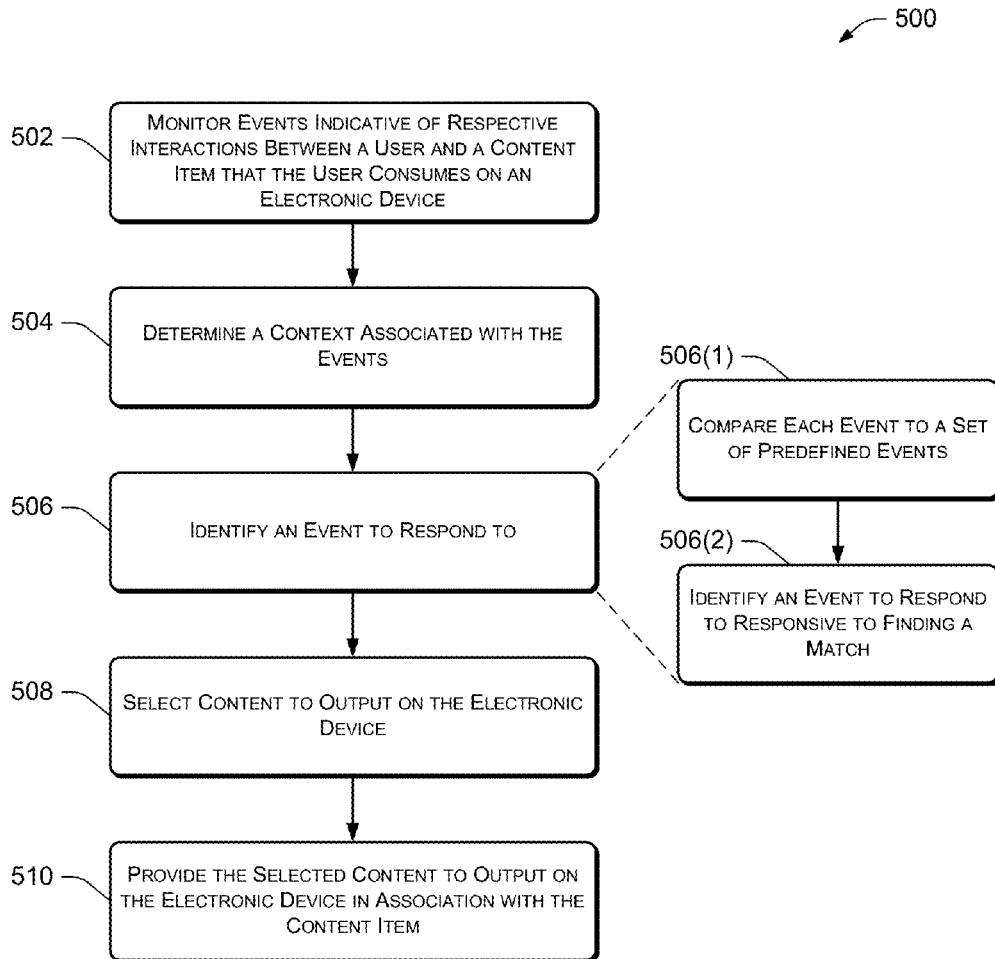 500
502
MONITOR EVENTS INDICATIVE OF RESPECTIVE
INTERACTIONS BETWEEN A USER AND A CONTENT
ITEM THAT THE USER CONSUMES ON AN
ELECTRONIC DEVICE
504
DETERMINE A CONTEXT ASSOCIATED WITH THE
EVENTS
506
IDENTIFY AN EVENT TO RESPOND TO
506(1)
COMPARE EACH EVENT TO A SET
OF PREDEFINED EVENTS
506(2)
IDENTIFY AN EVENT TO RESPOND
TO RESPONSIVE TO FINDING A
MATCH
508
SELECT CONTENT TO OUTPUT ON THE ELECTRONIC
DEVICE
510
PROVIDE THE SELECTED CONTENT TO OUTPUT ON
THE ELECTRONIC DEVICE IN ASSOCIATION WITH THE
CONTENT ITEM